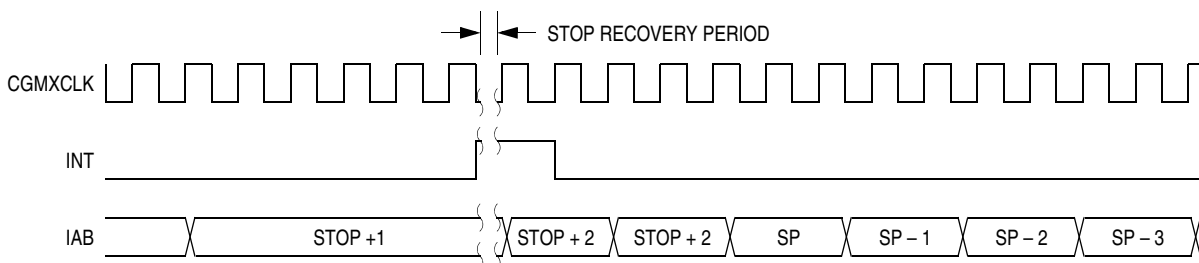 STOP RECOVERY PERIOD
CGMXCLK
INT
IAB STOP +1 STOP + 2 STOP + 2 SP SP – 1 SP – 2 SP – 3